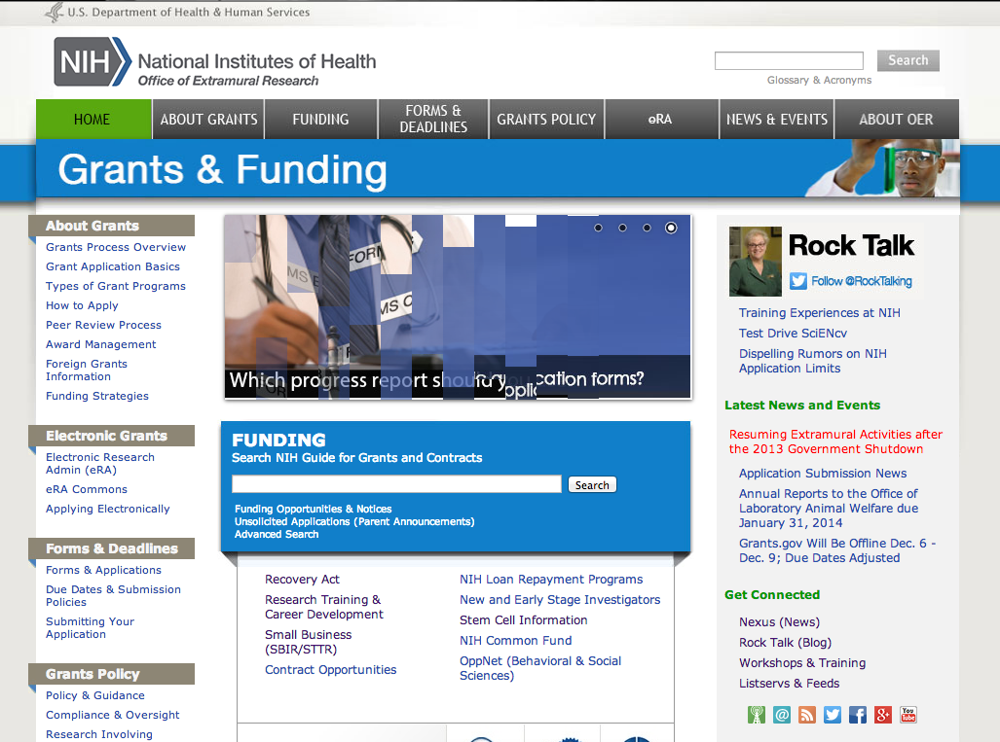 U.S. Department of Health & Human Services
NIH
National Institutes of Health
Office of Extramural Research
Search
Glossary & Acronyms
HOME
ABOUT GRANTS
FUNDING
FORMS &
DEADLINES
GRANTS POLICY
eRA
NEWS & EVENTS
ABOUT OER
Grants & Funding
About Grants
Grants Process Overview
Grant Application Basics
Types of Grant Programs
How to Apply
Peer Review Process
Award Management
Foreign Grants
Information
Funding Strategies
Electronic Grants
Electronic Research
Admin (eRA)
eRA Commons
Applying Electronically
Forms & Deadlines
Forms & Applications
Due Dates & Submission
Policies
Submitting Your
Application
Grants Policy
Policy & Guidance
Compliance & Oversight
Research Involving
FORM
MS
MS O
Which progress report
cation forms?
FUNDING
Search NIH Guide for Grants and Contracts
Search
Funding Opportunities & Notices
Unsolicited Applications (Parent Announcements)
Advanced Search
Recovery Act
Research Training &
Career Development
Small Business
(SBIR/STTR)
Contract Opportunities
NIH Loan Repayment Programs
New and Early Stage Investigators
Stem Cell Information
NIH Common Fund
OppNet (Behavioral & Social
Sciences)
Rock Talk
Follow @RockTalking
Training Experiences at NIH
Test Drive SciENcv
Dispelling Rumors on NIH
Application Limits
Latest News and Events
Resuming Extramural Activities after
the 2013 Government Shutdown
Application Submission News
Annual Reports to the Office of
Laboratory Animal Welfare due
January 31, 2014
Grants.gov Will Be Offline Dec. 6 -
Dec. 9; Due Dates Adjusted
Get Connected
Nexus (News)
Rock Talk (Blog)
Workshops & Training
Listservs & Feeds
You
Tube